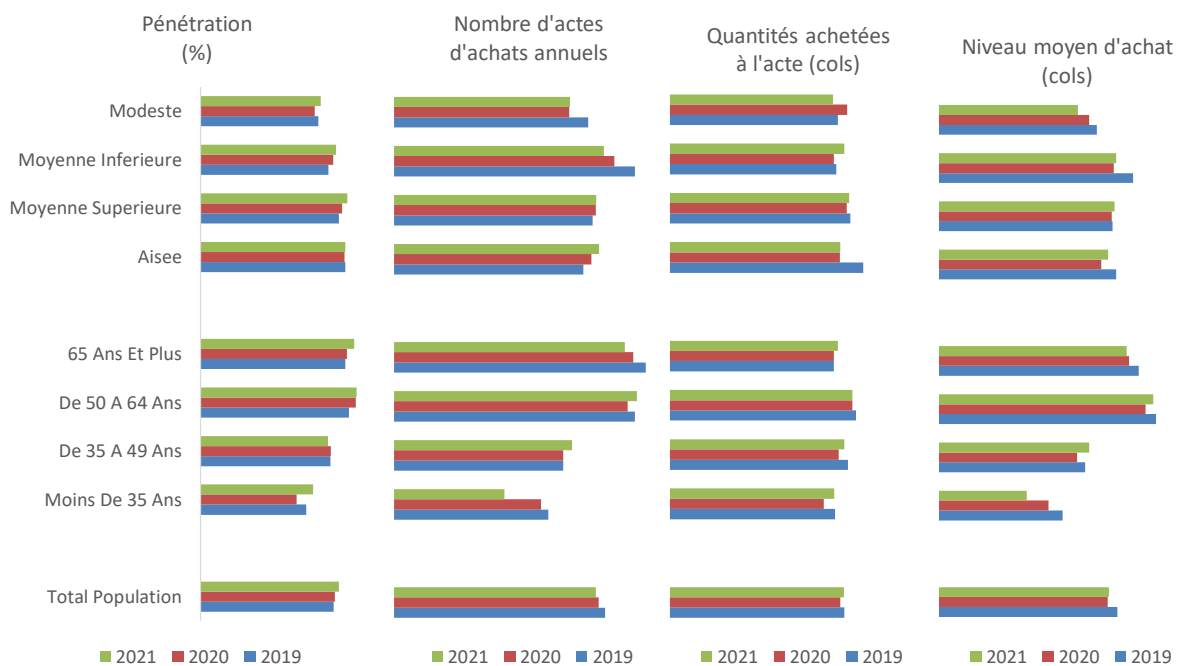 Pénétration
(%)
Nombre d'actes
d'achats annuels
Quantités achetées
à l'acte (cols)
Niveau moyen d'achat
(cols)
Modeste
Moyenne Inferieure
Moyenne Superieure
Aisee
65 Ans Et Plus
De 50 A 64 Ans
De 35 A 49 Ans
Moins De 35 Ans
Total Population
2021 2020 2019
2021 2020 2019
2021 2020 2019
2021 2020 2019